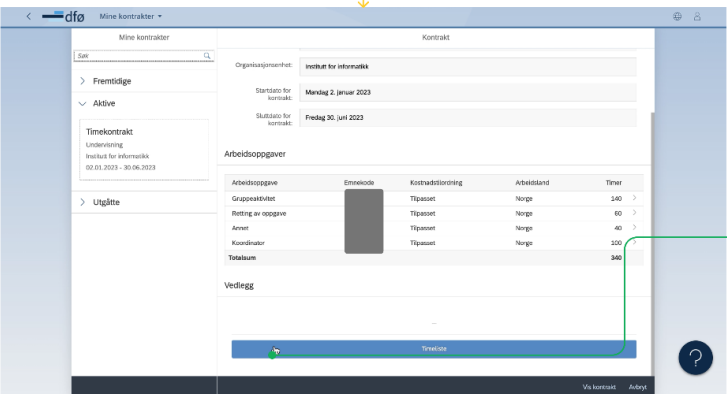 dfø Mine kontrakter
Mine kontrakter
Kontrakt
Søk
Fremtidige
Aktive
Timekontrakt
Undervisning
Institutt for informatikk
02.01.2023 - 30.06.2023
Utgåtte
Organisasjonsenhet: Institutt for informatikk
Startdato for kontrakt: Mandag 2. januar 2023
Sluttdato for kontrakt: Fredag 30. juni 2023
Arbeidsoppgaver
Arbeidsoppgave Emnekode Kostnadstilordning Arbeidsland Timer
Gruppeaktivitet Tilpasset Norge 140
Retting av oppgave Tilpasset Norge 60
Annet Tilpasset Norge 40
Koordinator Tilpasset Norge 100
Totalsum 340
Vedlegg
...
Timeliste
?
Vis kontrakt Avbryt